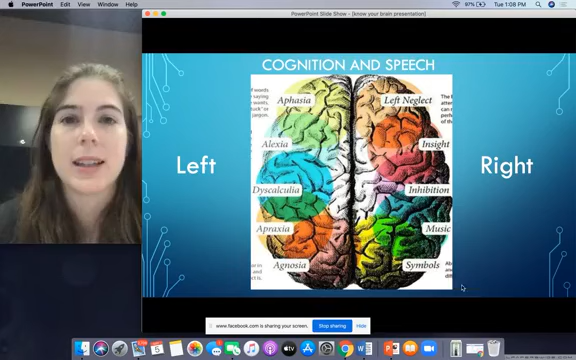 PowerPoint File Edit View Window Help
97% Tue 1:08 PM
PowerPoint Slide Show - [know your brain presentation]
COGNITION AND SPEECH
Aphasia
Left Neglect
Alexia
Insight
Left
Right
Dyscalculia
Inhibition
Apraxia
Music
Agnosia
Symbols
www.facebook.com is sharing your screen.
Stop sharing
Hide